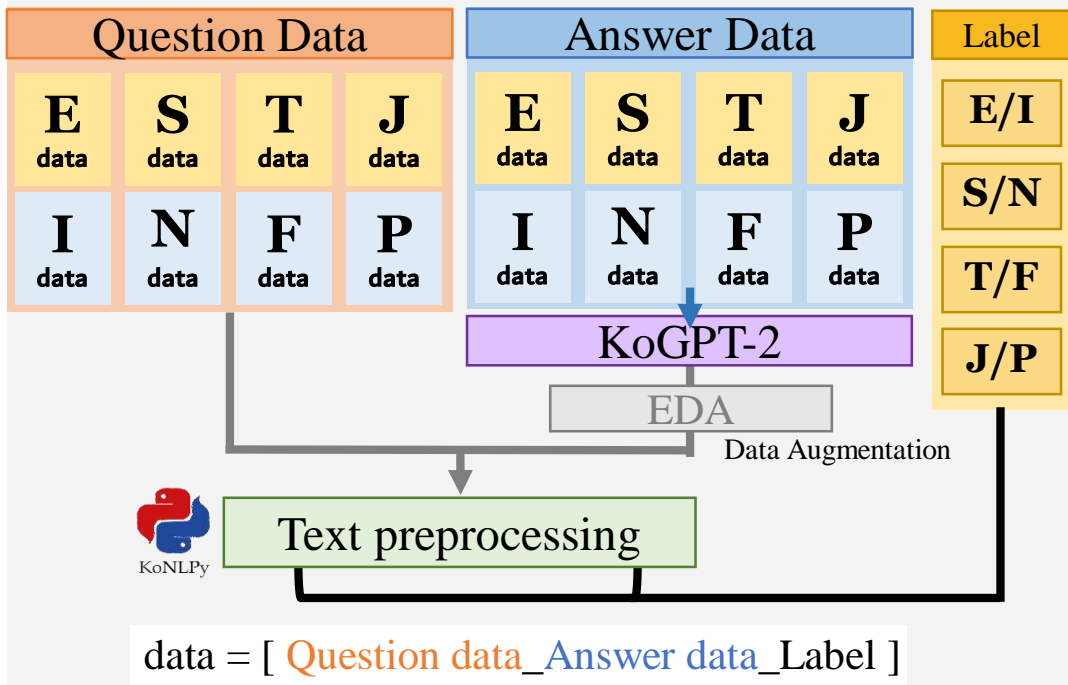 Question Data
E
data
S
data
T
data
J
data
I
data
N
data
F
data
P
data
Answer Data
E
data
S
data
T
data
J
data
I
data
N
data
F
data
P
data
Label
E/I
S/N
T/F
J/P
KoGPT-2
EDA
Data Augmentation
KoNLPy
Text preprocessing
data = [ Question data_Answer data_Label ]